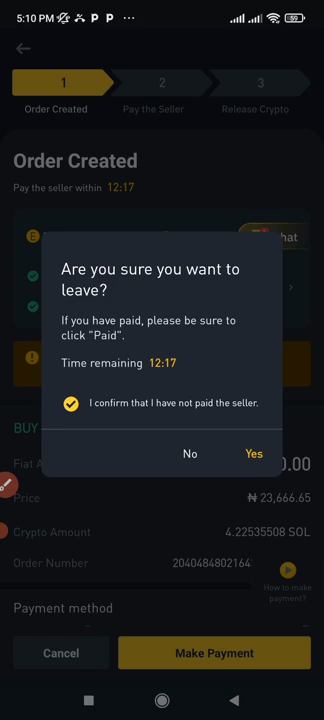 5:10 PM
59
1
2
3
Order Created
Pay the Seller
Release Crypto
Order Created
Pay the seller within 12:17
E
hat
Are you sure you want to
leave?
If you have paid, please be sure to
click "Paid".
Time remaining 12:17
I confirm that I have not paid the seller.
No
Yes
BUY
Fiat A
0.00
Price
₦ 23,666.65
Crypto Amount
4.22535508 SOL
Order Number
2040484802164
How to make
payment?
Payment method
Cancel
Make Payment